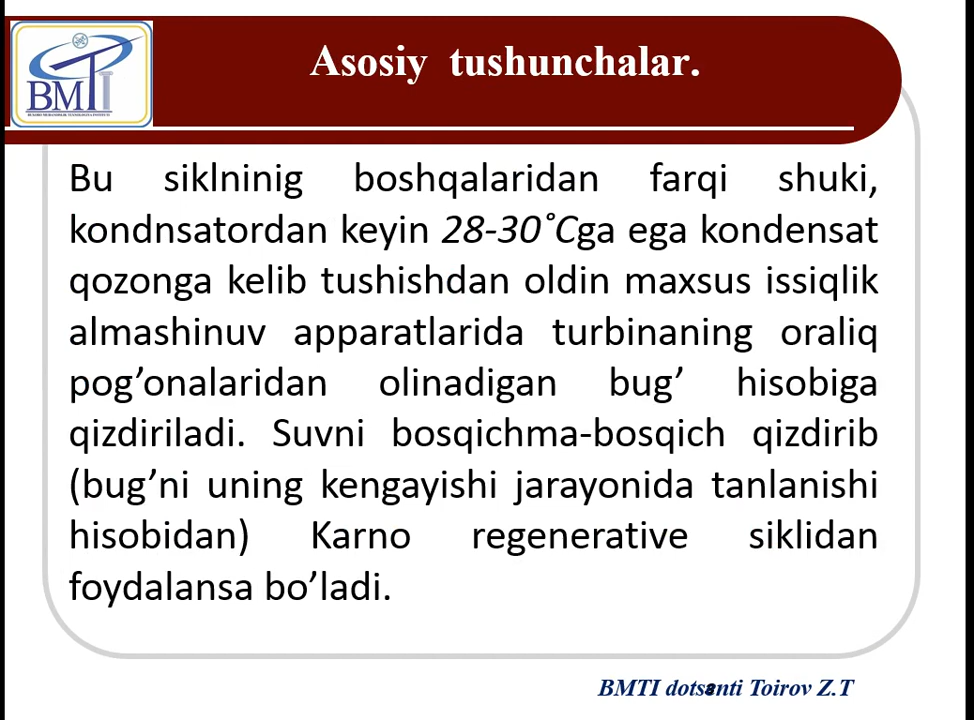 Asosiy tushunchalar.
BMTI
Bu siklninig boshqalaridan farqi shuki,
kondnsatordan keyin 28-30˚Cga ega kondensat
qozonga kelib tushishdan oldin maxsus issiqlik
almashinuv apparatlarida turbinaning oraliq
pog’onalaridan olinadigan bug’ hisobiga
qizdiriladi. Suvni bosqichma-bosqich qizdirib
(bug’ni uning kengayishi jarayonida tanlanishi
hisobidan) Karno regenerative siklidan
foydalansa bo’ladi.
BMTI dotsanti Toirov Z.T